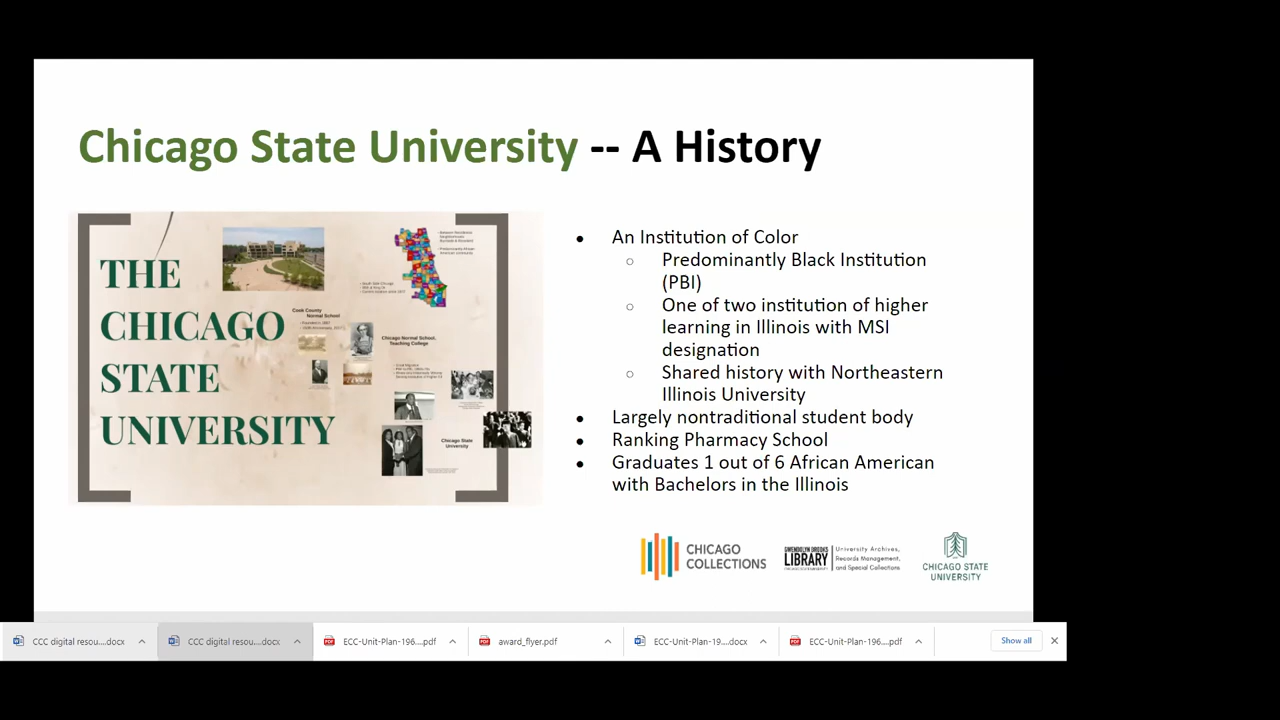 Chicago State University -- A History
THE
CHICAGO
STATE
UNIVERSITY
Cook County
Normal School
Chicago Normal School,
Teaching College
Chicago State
University
• An Institution of Color
○ Predominantly Black Institution
(PBI)
○ One of two institution of higher
learning in Illinois with MSI
designation
○ Shared history with Northeastern
Illinois University
• Largely nontraditional student body
• Ranking Pharmacy School
• Graduates 1 out of 6 African American
with Bachelors in the Illinois
CHICAGO
COLLECTIONS
GWENDOLYN BROOKS
LIBRARY
University Archives,
Records Management,
and Special Collections
CHICAGO STATE
UNIVERSITY
CCC digital resou....docx
CCC digital resou....docx
ECC-Unit-Plan-196....pdf
award_flyer.pdf
ECC-Unit-Plan-19....docx
ECC-Unit-Plan-196....pdf
Show all